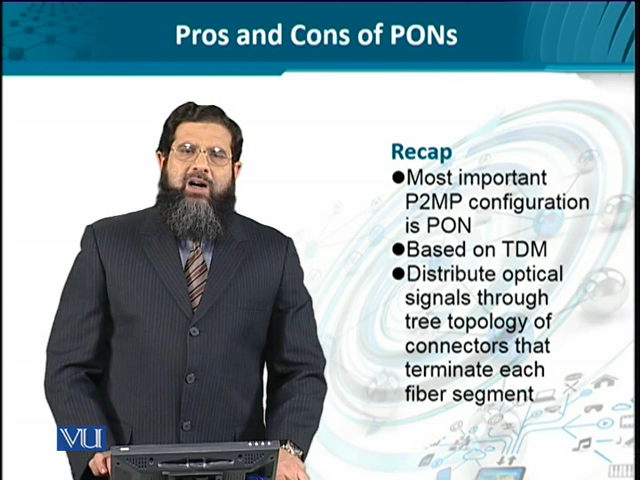 Pros and Cons of PONs
Recap
●Most important
P2MP configuration
is PON
●Based on TDM
●Distribute optical
signals through
tree topology of
connectors that
terminate each
fiber segment
VU